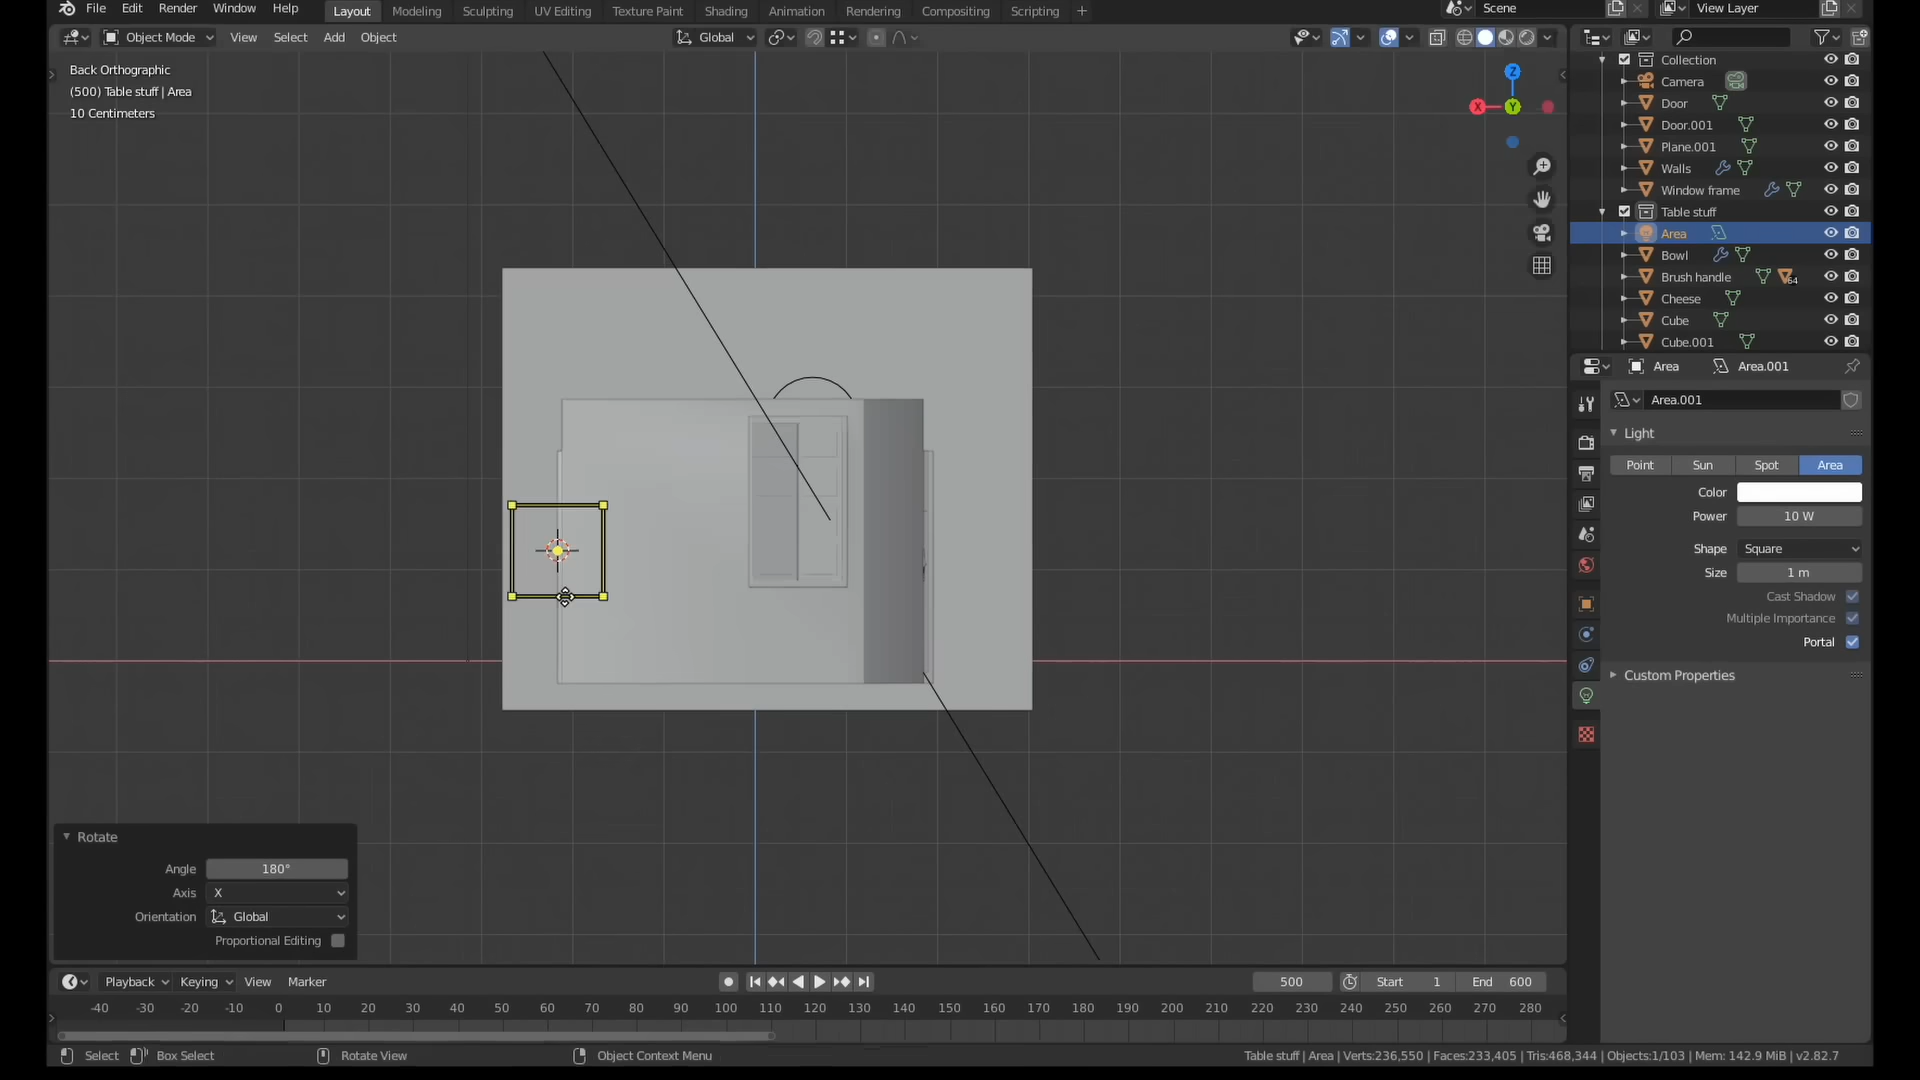 File Edit Render Window Help Layout Modeling Sculpting UV Editing Texture Paint Shading Animation Rendering Compositing Scripting + Scene View Layer
Object Mode View Select Add Object Global
Back Orthographic
(500) Table stuff | Area
10 Centimeters
Z
X
Y
Collection
Camera
Door
Door.001
Plane.001
Walls
Window frame
Table stuff
Area
Bowl
Brush handle 64
Cheese
Cube
Cube.001
Area Area.001
Area.001
Light
Point Sun Spot Area
Color
Power 10 W
Shape Square
Size 1 m
Cast Shadow
Multiple Importance
Portal
Custom Properties
Rotate
Angle 180°
Axis X
Orientation Global
Proportional Editing
Playback Keying View Marker 500 Start 1 End 600
-40 -30 -20 -10 0 10 20 30 40 50 60 70 80 90 100 110 120 130 140 150 160 170 180 190 200 210 220 230 240 250 260 270 280
Select Box Select Rotate View Object Context Menu Table stuff | Area | Verts:236,550 | Faces:233,405 | Tris:468,344 | Objects:1/103 | Mem: 142.9 MiB | v2.82.7